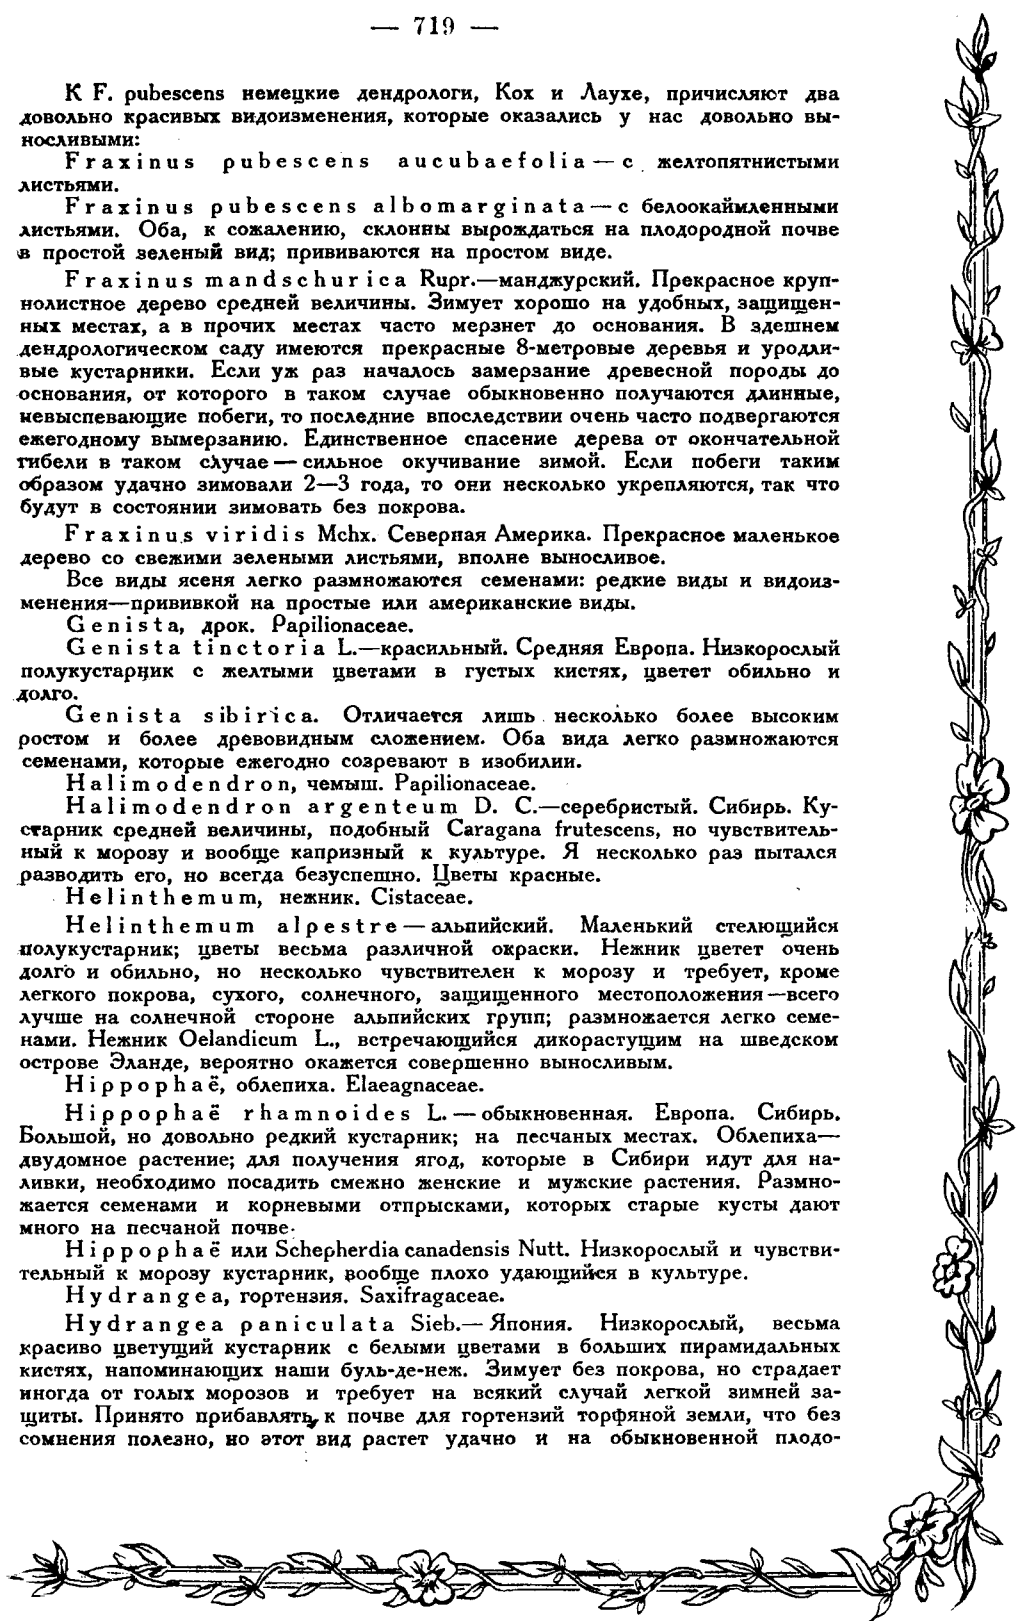 — 719 —
К F. pubescens немецкие дендрологи, Кох и Лаухе, причисляют два
довольно красивых видоизменения, которые оказались у нас довольно вы-
носливыми:
Fraxinus pubescens aucubaefolia — с желтопятнистыми
листьями.
Fraxinus pubescens albomarginata — с белоокаймленными
листьями. Оба, к сожалению, склонны вырождаться на плодородной почве
в простой зеленый вид; прививаются на простом виде.
Fraxinus mandschurica Rupr.—манджурский. Прекрасное круп-
нолистное дерево средней величины. Зимует хорошо на удобных, защищен-
ных местах, а в прочих местах часто мерзнет до основания. В здешнем
дендрологическом саду имеются прекрасные 8-метровые деревья и уродли-
вые кустарники. Если уж раз началось замерзание древесной породы до
основания, от которого в таком случае обыкновенно получаются длинные,
невыспевающие побеги, то последние впоследствии очень часто подвергаются
ежегодному вымерзанию. Единственное спасение дерева от окончательной
гибели в таком случае — сильное окучивание зимой. Если побеги таким
образом удачно зимовали 2—3 года, то они несколько укрепляются, так что
будут в состоянии зимовать без покрова.
Fraxinus viridis Mchx. Северная Америка. Прекрасное маленькое
дерево со свежими зелеными листьями, вполне выносливое.
Все виды ясеня легко размножаются семенами: редкие виды и видоиз-
менения—прививкой на простые или американские виды.
Genista, дрок. Papilionaceae.
Genista tinctoria L.—красильный. Средняя Европа. Низкорослый
полукустарник с желтыми цветами в густых кистях, цветет обильно и
долго.
Genista sibirica. Отличается лишь несколько более высоким
ростом и более древовидным сложением. Оба вида легко размножаются
семенами, которые ежегодно созревают в изобилии.
Halimodendron, чемыш. Papilionaceae.
Halimodendron argenteum D. C.—серебристый. Сибирь. Ку-
старник средней величины, подобный Caragana frutescens, но чувствитель-
ный к морозу и вообще капризный к культуре. Я несколько раз пытался
разводить его, но всегда безуспешно. Цветы красные.
Helinthemum, нежник. Cistaceae.
Helinthemum alpestre — альпийский. Маленький стелющийся
полукустарник; цветы весьма различной окраски. Нежник цветет очень
долго и обильно, но несколько чувствителен к морозу и требует, кроме
легкого покрова, сухого, солнечного, защищенного местоположения—всего
лучше на солнечной стороне альпийских групп; размножается легко семе-
нами. Нежник Oelandicum L., встречающийся дикорастущим на шведском
острове Эланде, вероятно окажется совершенно выносливым.
Hippophaë, облепиха. Elaeagnaceae.
Hippophaë rhamnoides L. — обыкновенная. Европа. Сибирь.
Большой, но довольно редкий кустарник; на песчаных местах. Облепиха—
двудомное растение; для получения ягод, которые в Сибири идут для на-
ливки, необходимо посадить смежно женские и мужские растения. Размно-
жается семенами и корневыми отпрысками, которых старые кусты дают
много на песчаной почве.
Hippophaë или Schepherdia canadensis Nutt. Низкорослый и чувстви-
тельный к морозу кустарник, вообще плохо удающийся в культуре.
Hydrangea, гортензия. Saxifragaceae.
Hydrangea paniculata Sieb.— Япония. Низкорослый, весьма
красиво цветущий кустарник с белыми цветами в больших пирамидальных
кистях, напоминающих наши буль-де-неж. Зимует без покрова, но страдает
иногда от голых морозов и требует на всякий случай легкой зимней за-
щиты. Принято прибавлять к почве для гортензий торфяной земли, что без
сомнения полезно, но этот вид растет удачно и на обыкновенной плодо-